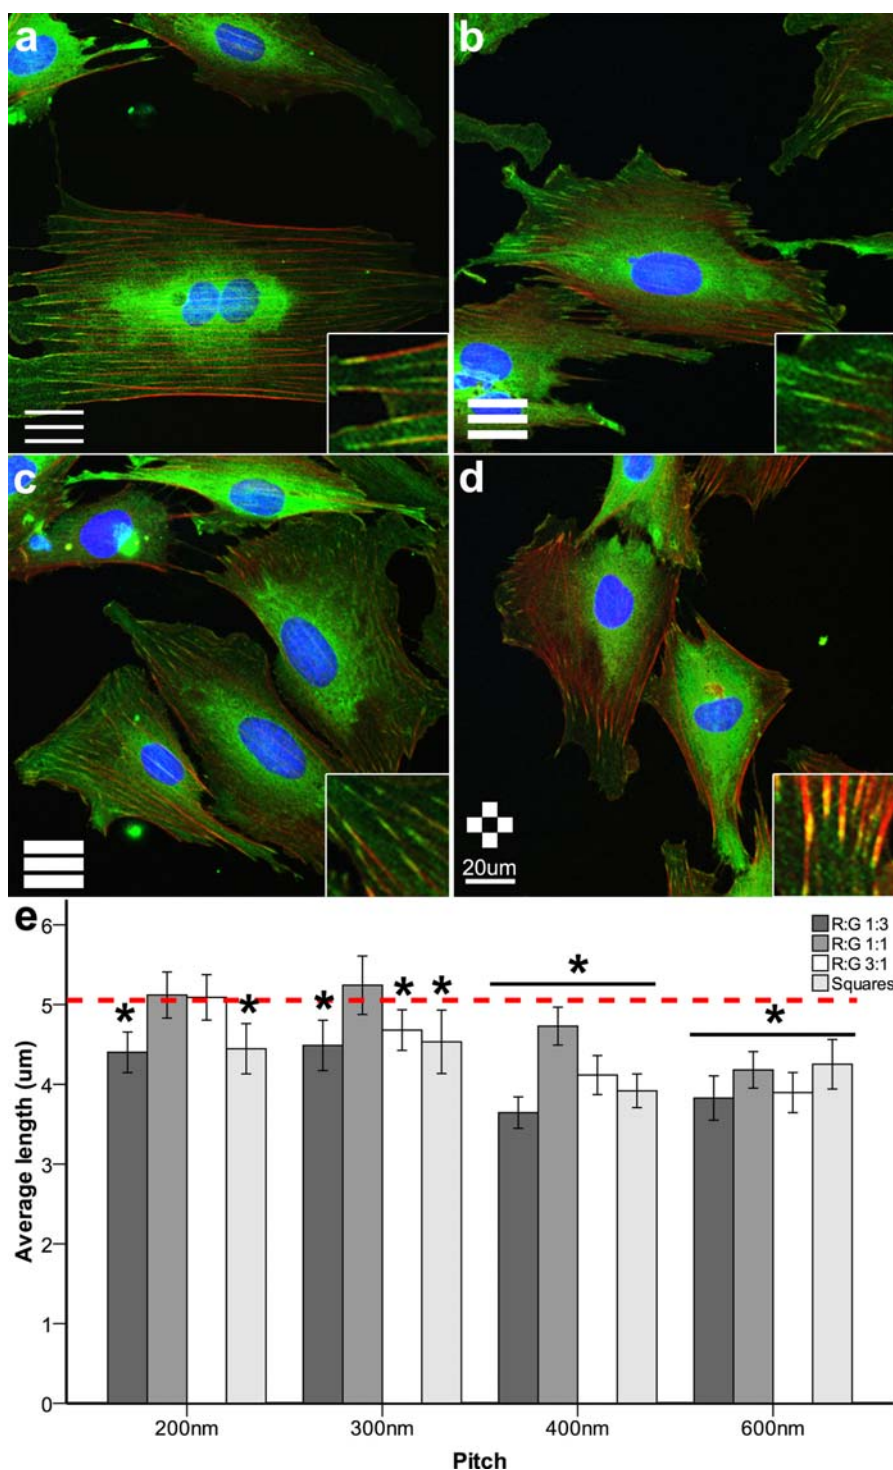 a
b
c
d
20um
e
R:G 1:3
R:G 1:1
R:G 3:1
Squares
6
5
4
3
2
1
0
Average length (um)
* * * * * * *
200nm 300nm 400nm 600nm
Pitch